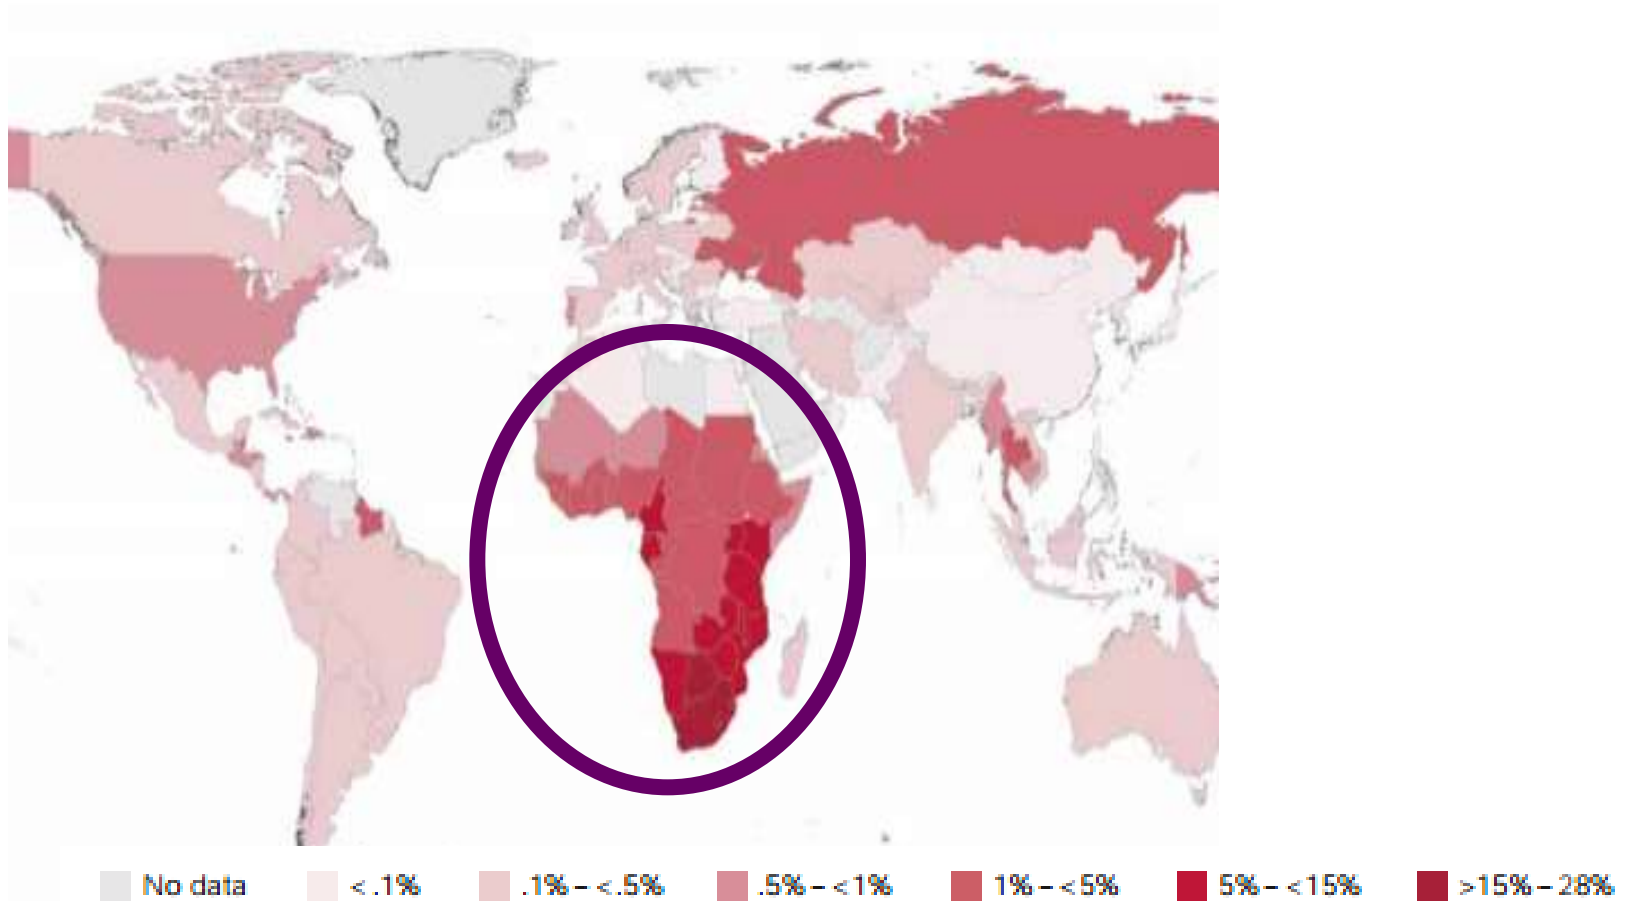 No data < .1% .1% – < .5% .5% – < 1% 1% – < 5% 5% – < 15% >15% – 28%